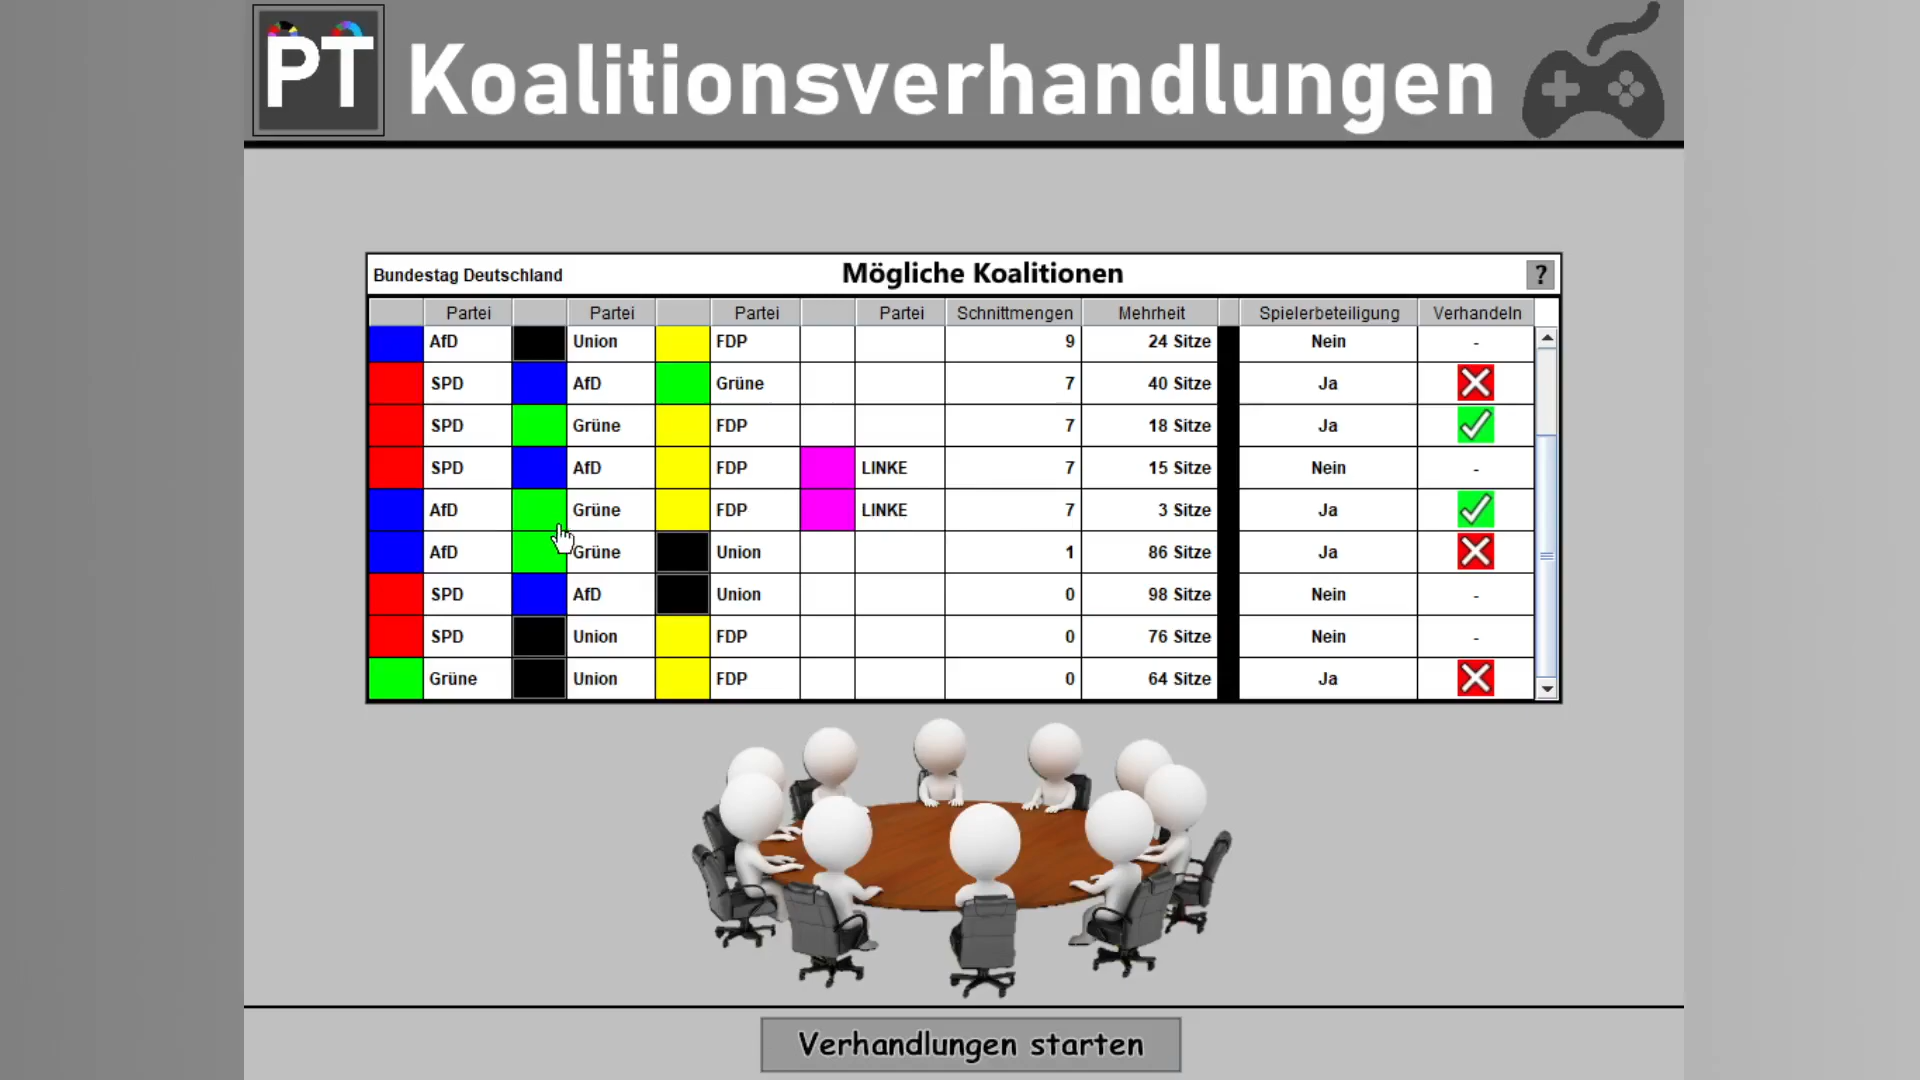 PT Koalitionsverhandlungen
Bundestag Deutschland Mögliche Koalitionen ?
Partei Partei Partei Partei Schnittmengen Mehrheit Spielerbeteiligung Verhandeln
AfD Union FDP 9 24 Sitze Nein -
SPD AfD Grüne 7 40 Sitze Ja
SPD Grüne FDP 7 18 Sitze Ja
SPD AfD FDP LINKE 7 15 Sitze Nein -
AfD Grüne FDP LINKE 7 3 Sitze Ja
AfD Grüne Union 1 86 Sitze Ja
SPD AfD Union 0 98 Sitze Nein -
SPD Union FDP 0 76 Sitze Nein -
Grüne Union FDP 0 64 Sitze Ja
Verhandlungen starten